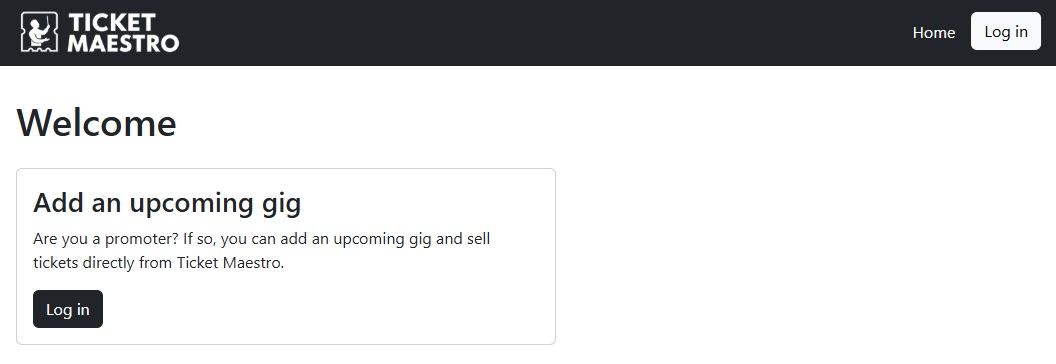 TICKET
MAESTRO
Home
Log in
Welcome
Add an upcoming gig
Are you a promoter? If so, you can add an upcoming gig and sell
tickets directly from Ticket Maestro.
Log in